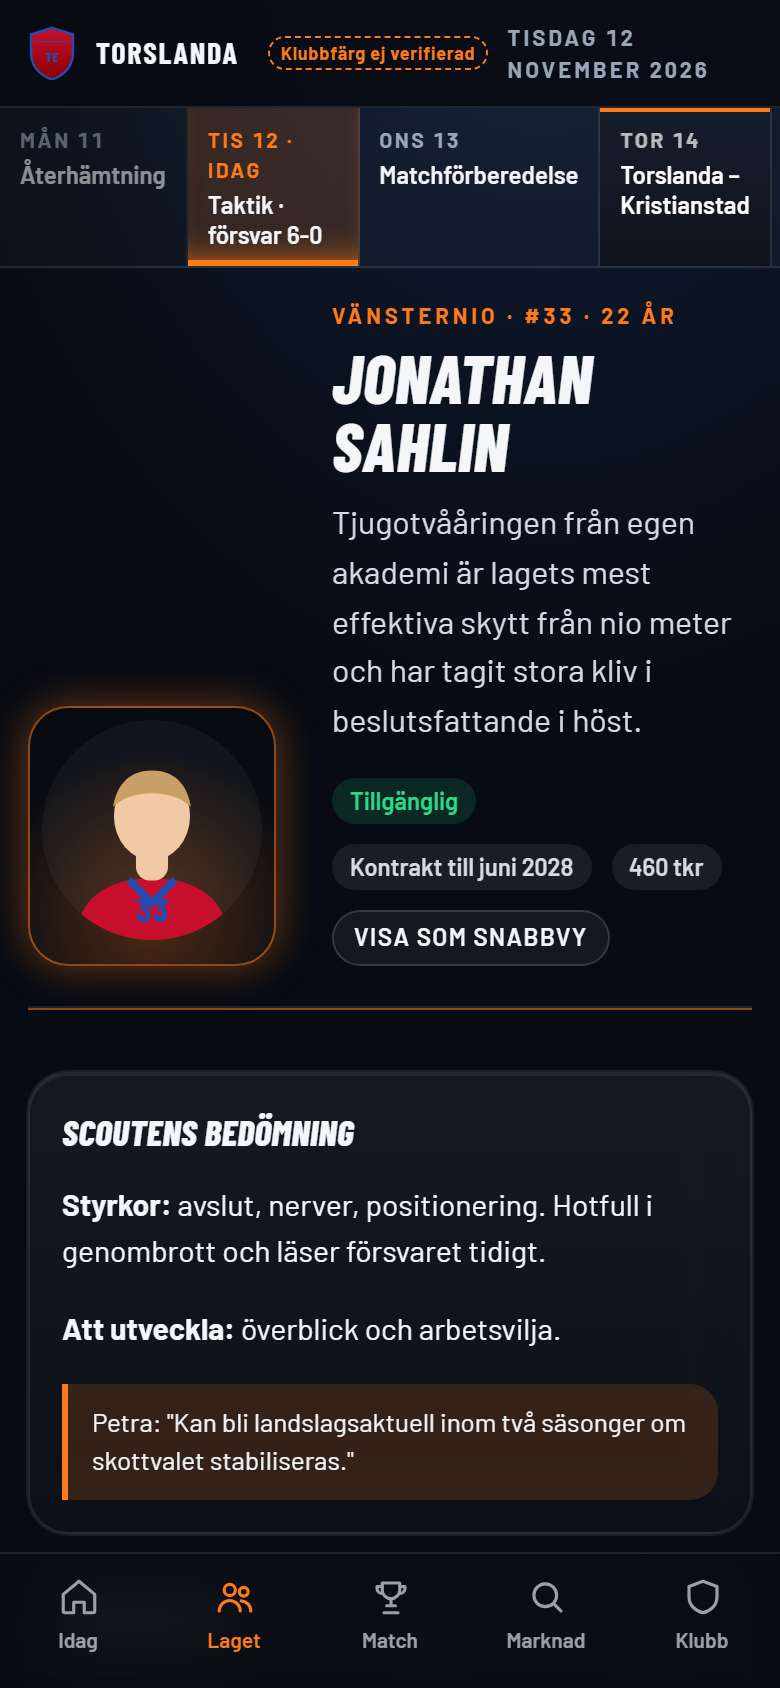 TE
TORSLANDA
Klubbfärg ej verifierad
TISDAG 12
NOVEMBER 2026
MÅN 11
Återhämtning
TIS 12 ·
IDAG
Taktik ·
försvar 6-0
ONS 13
Matchförberedelse
TOR 14
Torslanda –
Kristianstad
VÄNSTERNIO · #33 · 22 ÅR
JONATHAN
SAHLIN
Tjugotvååringen från egen
akademi är lagets mest
effektiva skytt från nio meter
och har tagit stora kliv i
beslutsfattande i höst.
33
Tillgänglig
Kontrakt till juni 2028
460 tkr
VISA SOM SNABBVY
SCOUTENS BEDÖMNING
Styrkor: avslut, nerver, positionering. Hotfull i
genombrott och läser försvaret tidigt.
Att utveckla: överblick och arbetsvilja.
Petra: "Kan bli landslagsaktuell inom två säsonger om
skottvalet stabiliseras."
Idag
Laget
Match
Marknad
Klubb